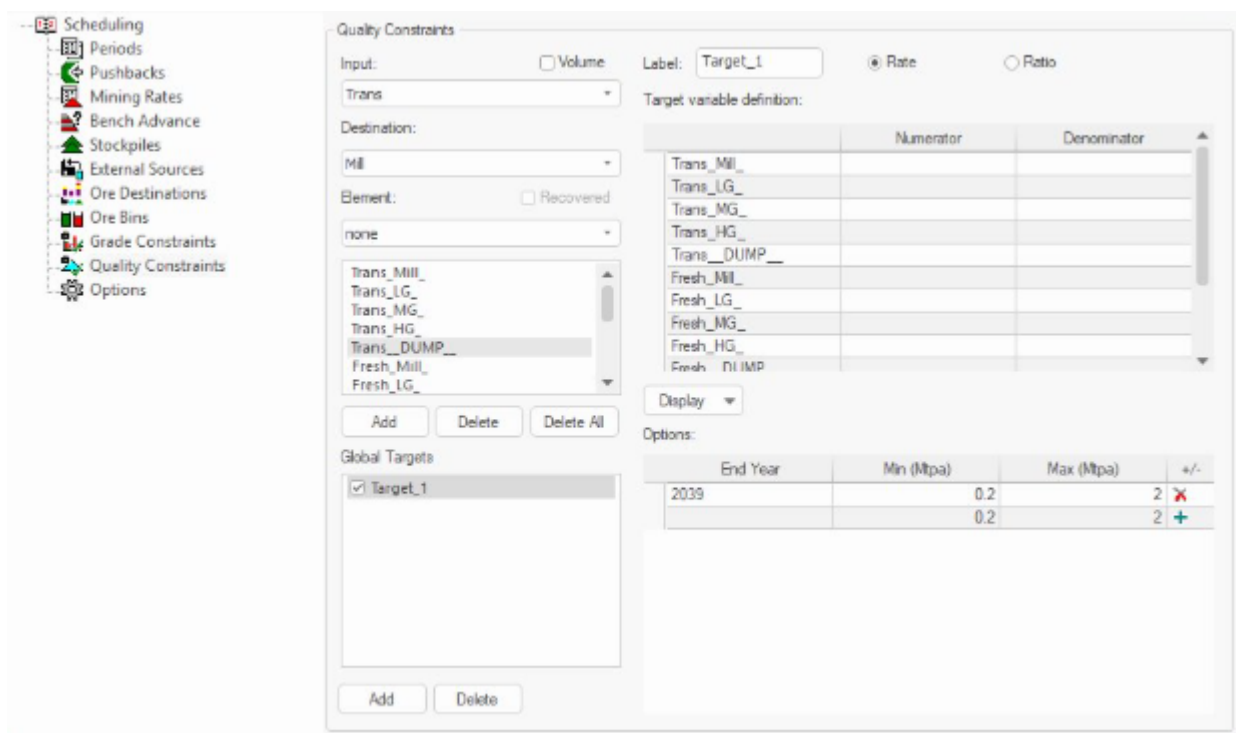 Scheduling
Periods
Pushbacks
Mining Rates
Bench Advance
Stockpiles
External Sources
Ore Destinations
Ore Bins
Grade Constraints
Quality Constraints
Options
Quality Constraints
Input:
Volume
Trans
Destination:
Mill
Element:
Recovered
none
Trans_Mill_
Trans_LG_
Trans_MG_
Trans_HG_
Trans__DUMP__
Fresh_Mill_
Fresh_LG_
Add
Delete
Delete All
Global Targets
Target_1
Add
Delete
Label:
Target_1
Rate
Ratio
Target variable definition:
Numerator
Denominator
Trans_Mill_
Trans_LG_
Trans_MG_
Trans_HG_
Trans__DUMP__
Fresh_Mill_
Fresh_LG_
Fresh_MG_
Fresh_HG_
Fresh__DUMP
Display
Options:
End Year
Min (Mtpa)
Max (Mtpa)
+/-
2039
0.2
2
0.2
2